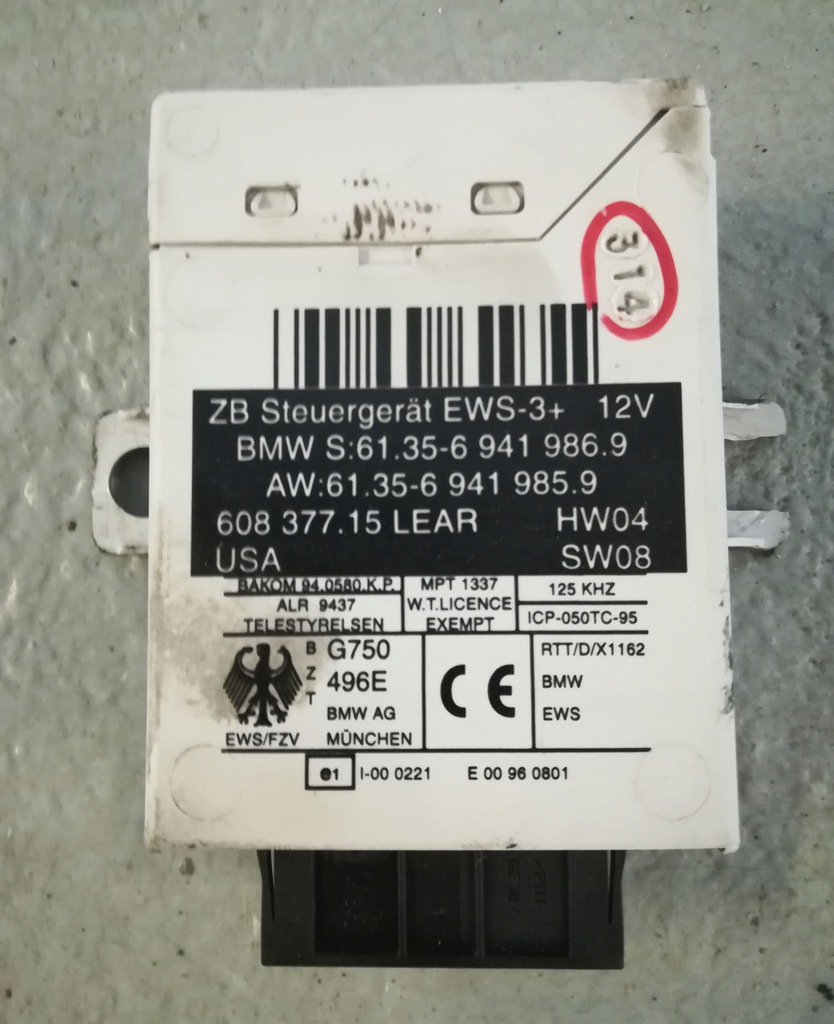 314
ZB Steuergerät EWS-3+ 12V
BMW S:61.35-6 941 986.9
AW:61.35-6 941 985.9
608 377.15 LEAR HW04
USA SW08
BAKOM 94.0580.K.P.
ALR 9437
TELESTYRELSEN
MPT 1337
W.T.LICENCE
EXEMPT
125 KHZ
ICP-050TC-95
EWS/FZV
BZT
G750
496E
BMW AG
MÜNCHEN
CE
RTT/D/X1162
BMW
EWS
e1 I-00 0221 E 00 96 0801